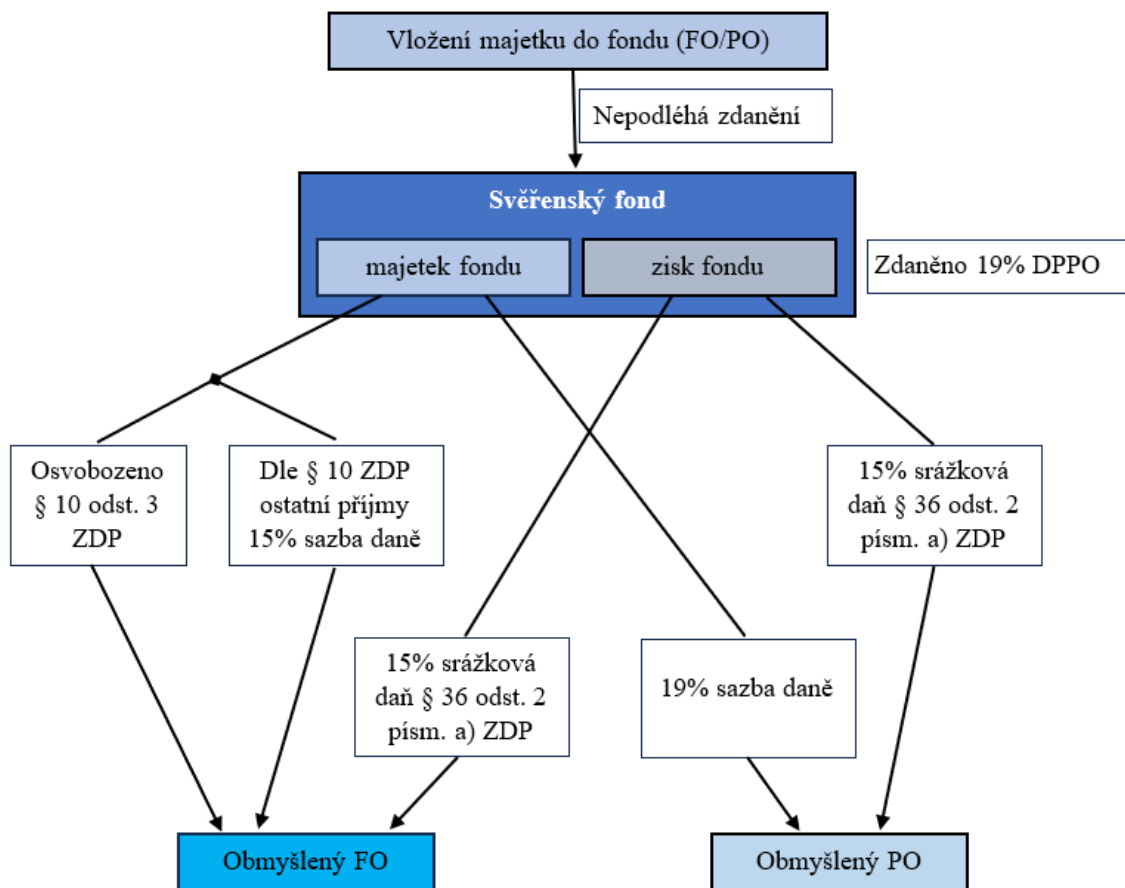 Vložení majetku do fondu (FO/PO)
Nepodléhá zdanění
Svěřenský fond
majetek fondu
zisk fondu
Zdaněno 19% DPPO
Osvobozeno
§ 10 odst. 3
ZDP
Dle § 10 ZDP
ostatní příjmy
15% sazba daně
15% srážková
daň § 36 odst. 2
písm. a) ZDP
15% srážková
daň § 36 odst. 2
písm. a) ZDP
19% sazba daně
Obmyšlený FO
Obmyšlený PO